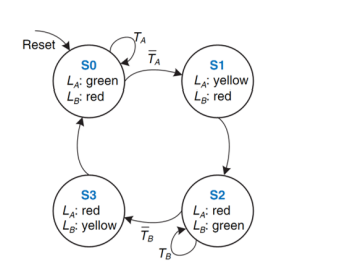 Reset
T_A
T̅_A
S0
L_A: green
L_B: red
S1
L_A: yellow
L_B: red
S3
L_A: red
L_B: yellow
S2
L_A: red
L_B: green
T̅_B
T_B